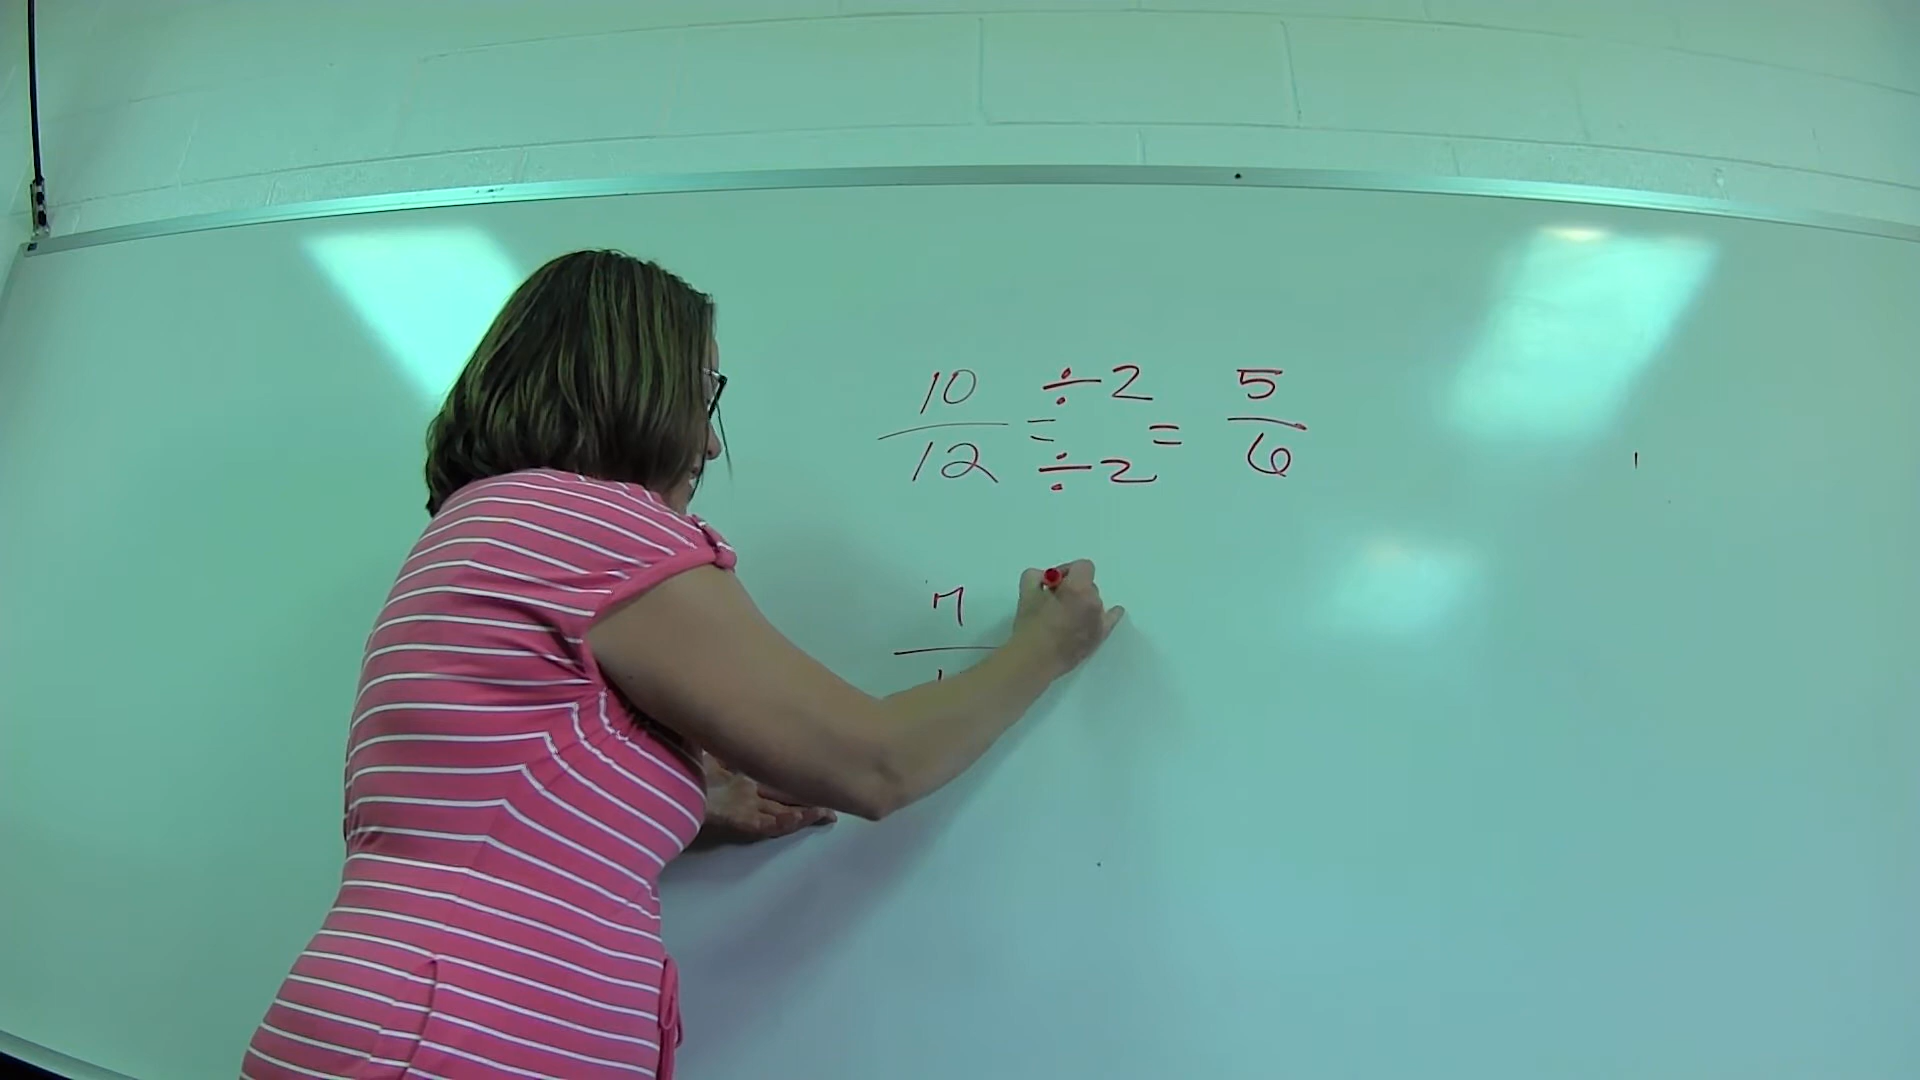 10 ÷2 5
= =
12 ÷2 6
7